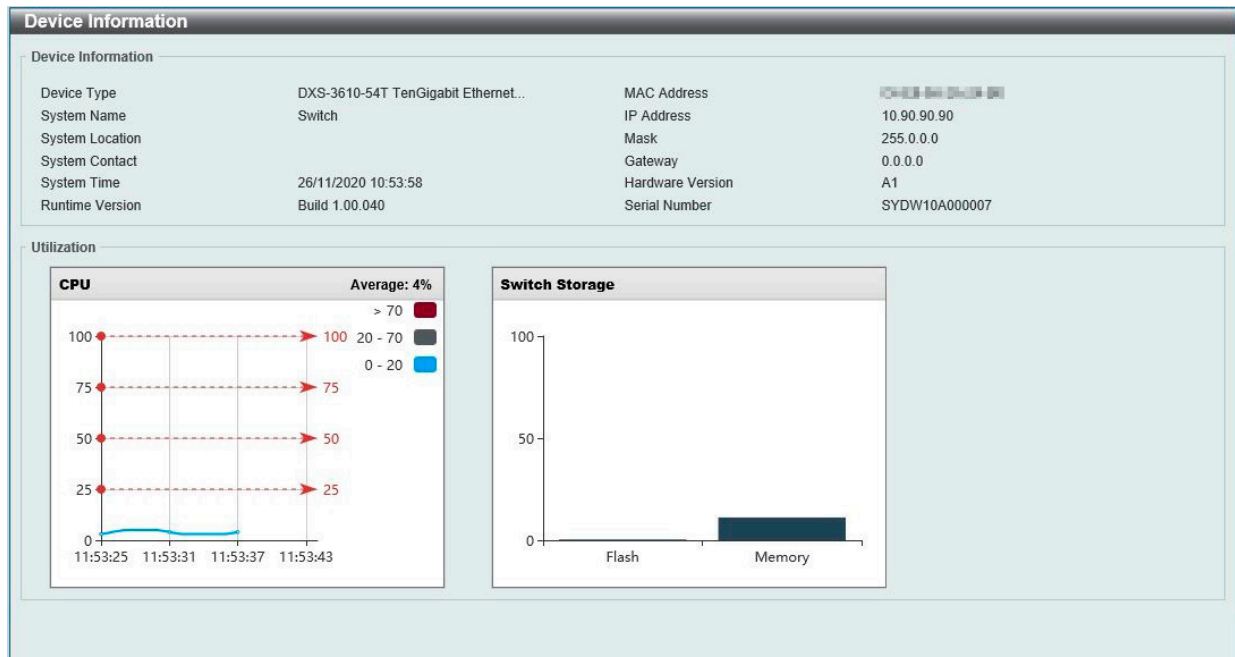 Device Information
Device Information
Device Type DXS-3610-54T TenGigabit Ethernet... MAC Address
System Name Switch IP Address 10.90.90.90
System Location Mask 255.0.0.0
System Contact Gateway 0.0.0.0
System Time 26/11/2020 10:53:58 Hardware Version A1
Runtime Version Build 1.00.040 Serial Number SYDW10A000007
Utilization
CPU Average: 4%
> 70
20 - 70
0 - 20
100 100
75 75
50 50
25 25
0
11:53:25 11:53:31 11:53:37 11:53:43
Switch Storage
100
50
0
Flash Memory